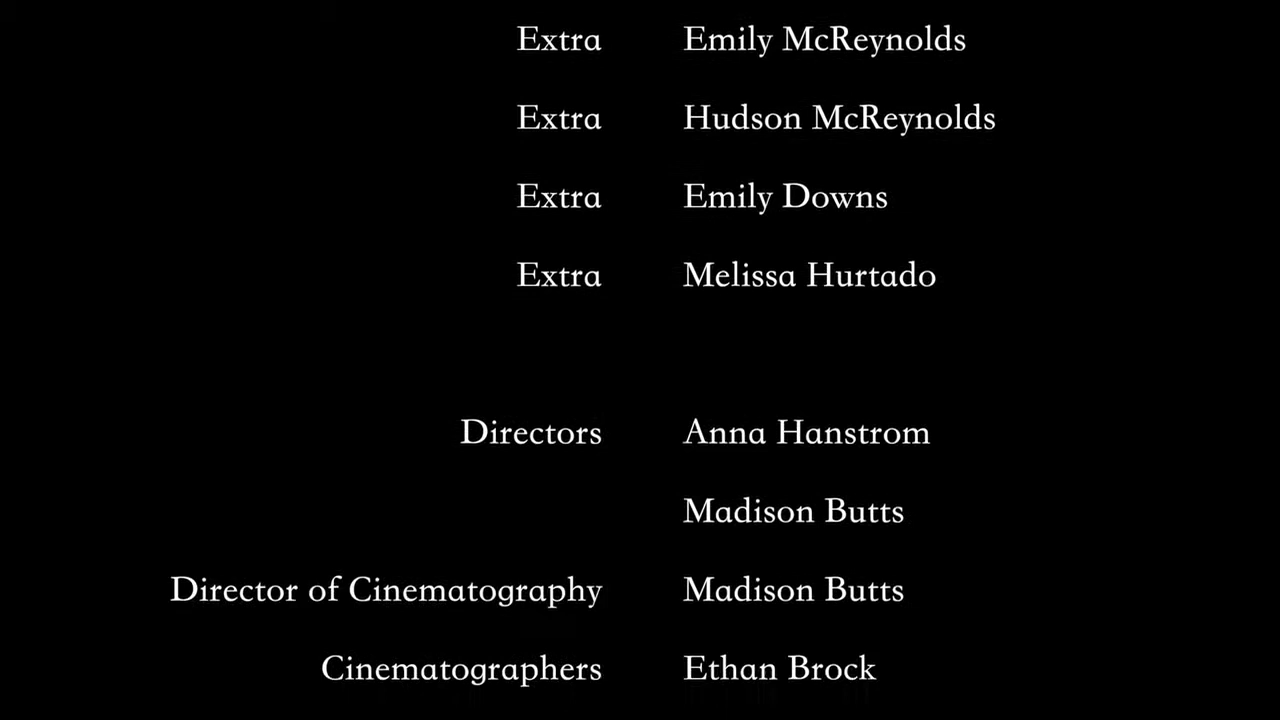 Extra Emily McReynolds
Extra Hudson McReynolds
Extra Emily Downs
Extra Melissa Hurtado
Directors Anna Hanstrom
Madison Butts
Director of Cinematography Madison Butts
Cinematographers Ethan Brock